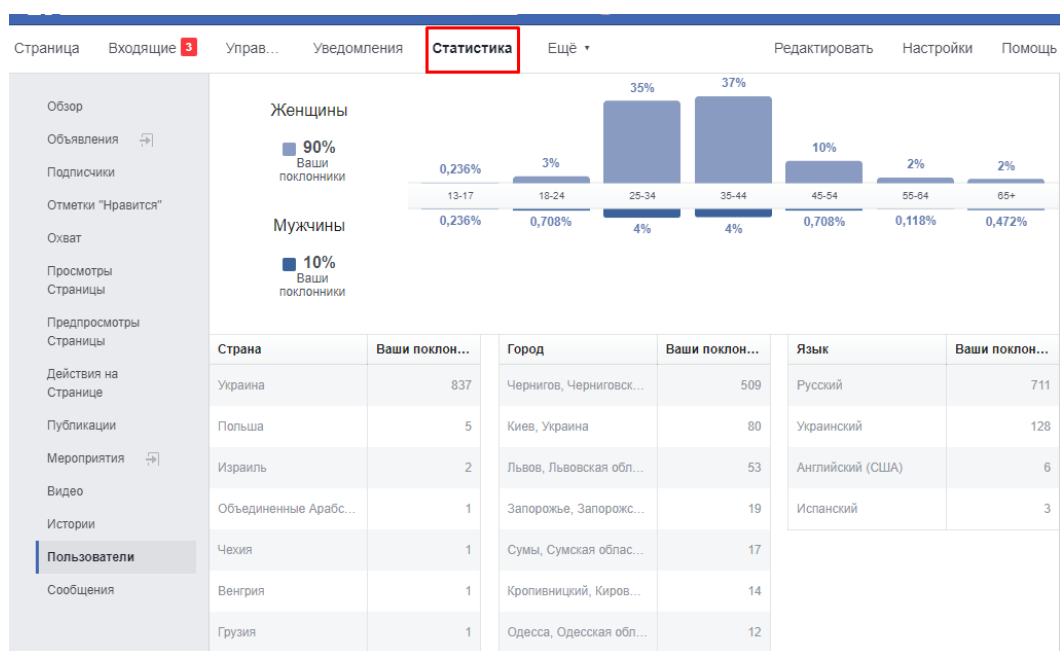 Страница Входящие 3 Управ... Уведомления Статистика Ещё Редактировать Настройки Помощь
Обзор
Объявления
Подписчики
Отметки "Нравится"
Охват
Просмотры
Страницы
Предпросмотры
Страницы
Действия на
Странице
Публикации
Мероприятия
Видео
Истории
Пользователи
Сообщения
Женщины
90%
Ваши
поклонники
0,236% 3% 35% 37% 10% 2% 2%
13-17 18-24 25-34 35-44 45-54 55-64 65+
0,236% 0,708% 4% 4% 0,708% 0,118% 0,472%
Мужчины
10%
Ваши
поклонники
Страна Ваши поклон...
Украина 837
Польша 5
Израиль 2
Объединенные Арабс... 1
Чехия 1
Венгрия 1
Грузия 1
Город Ваши поклон...
Чернигов, Черниговск... 509
Киев, Украина 80
Львов, Львовская обл... 53
Запорожье, Запорожс... 19
Сумы, Сумская облас... 17
Кропивницкий, Киров... 14
Одесса, Одесская обл... 12
Язык Ваши поклон...
Русский 711
Украинский 128
Английский (США) 6
Испанский 3